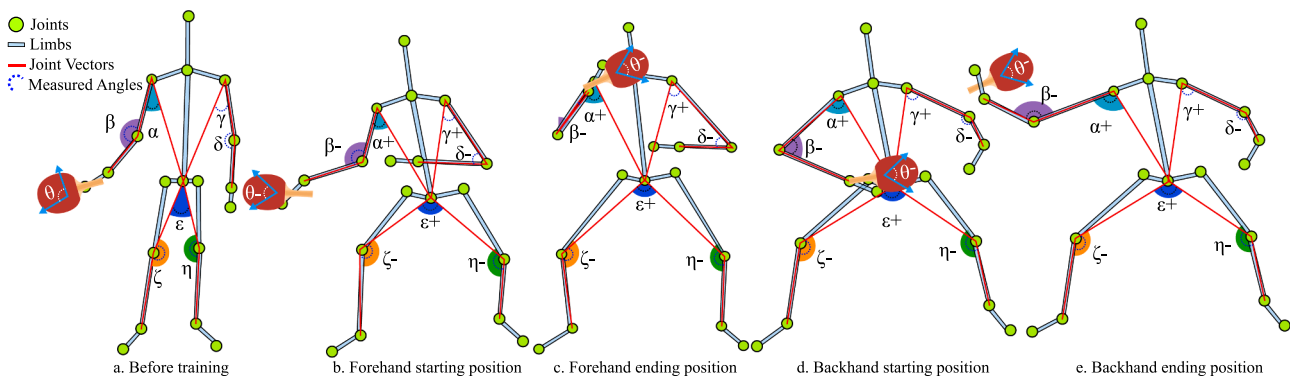 Joints
Limbs
Joint Vectors
Measured Angles
β
α
γ
δ
θ
ε
ζ
η
a. Before training
β-
α+
γ+
δ-
θ-
ε+
ζ-
η-
b. Forehand starting position
θ-
α+
β-
γ+
δ-
ε+
ζ-
η-
c. Forehand ending position
α+
γ+
δ-
β-
θ-
ε+
ζ-
η-
d. Backhand starting position
θ-
β-
α+
γ+
δ-
ε+
ζ-
η-
e. Backhand ending position